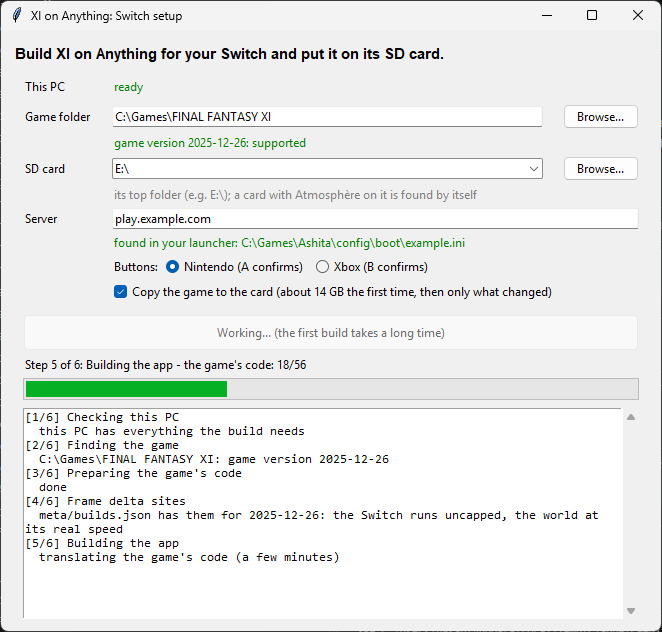 XI on Anything: Switch setup
Build XI on Anything for your Switch and put it on its SD card.
This PC ready
Game folder C:\Games\FINAL FANTASY XI Browse...
game version 2025-12-26: supported
SD card E:\ Browse...
its top folder (e.g. E:\); a card with Atmosphère on it is found by itself
Server play.example.com
found in your launcher: C:\Games\Ashita\config\boot\example.ini
Buttons: Nintendo (A confirms) Xbox (B confirms)
Copy the game to the card (about 14 GB the first time, then only what changed)
Working... (the first build takes a long time)
Step 5 of 6: Building the app - the game's code: 18/56
[1/6] Checking this PC
this PC has everything the build needs
[2/6] Finding the game
C:\Games\FINAL FANTASY XI: game version 2025-12-26
[3/6] Preparing the game's code
done
[4/6] Frame delta sites
meta/builds.json has them for 2025-12-26: the Switch runs uncapped, the world at
its real speed
[5/6] Building the app
translating the game's code (a few minutes)